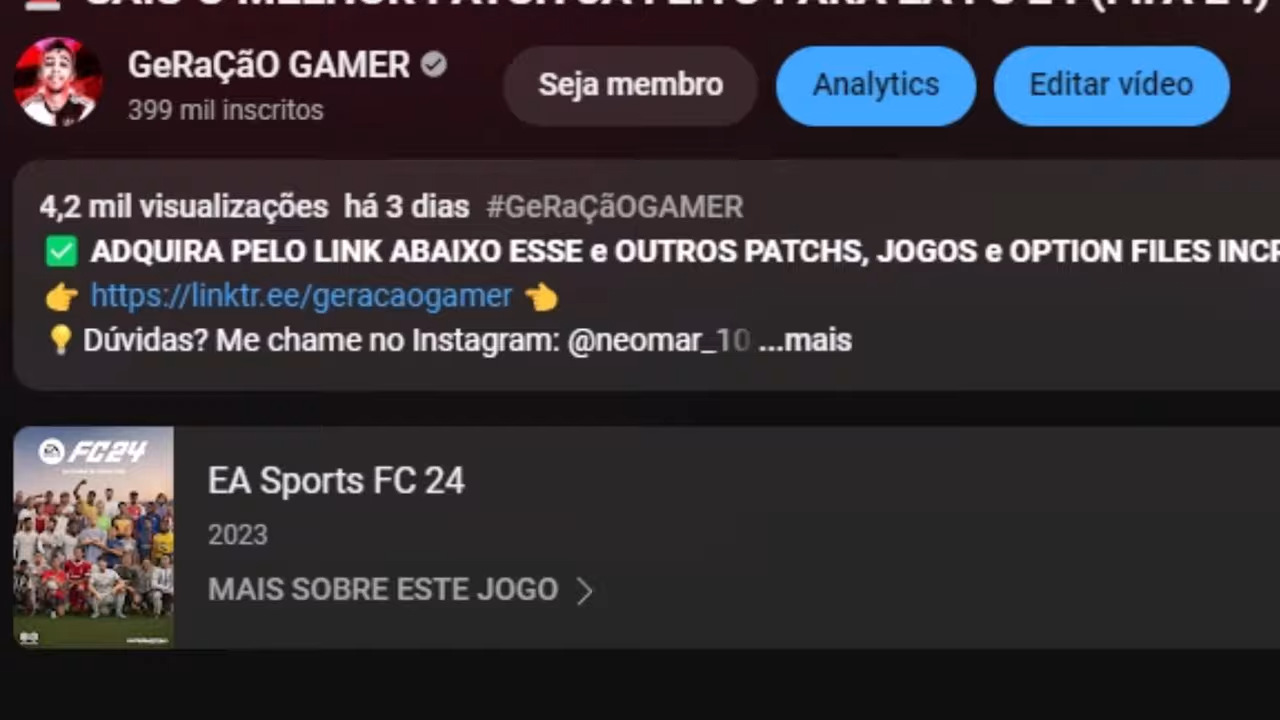 GeRaÇãO GAMER
399 mil inscritos
Seja membro
Analytics
Editar vídeo
4,2 mil visualizações há 3 dias #GeRaÇãOGAMER
✅ ADQUIRA PELO LINK ABAIXO ESSE e OUTROS PATCHS, JOGOS e OPTION FILES
👉 https://linktr.ee/geracaogamer 👈
💡 Dúvidas? Me chame no Instagram: @neomar_10 ...mais
FC24
EA Sports FC 24
2023
MAIS SOBRE ESTE JOGO